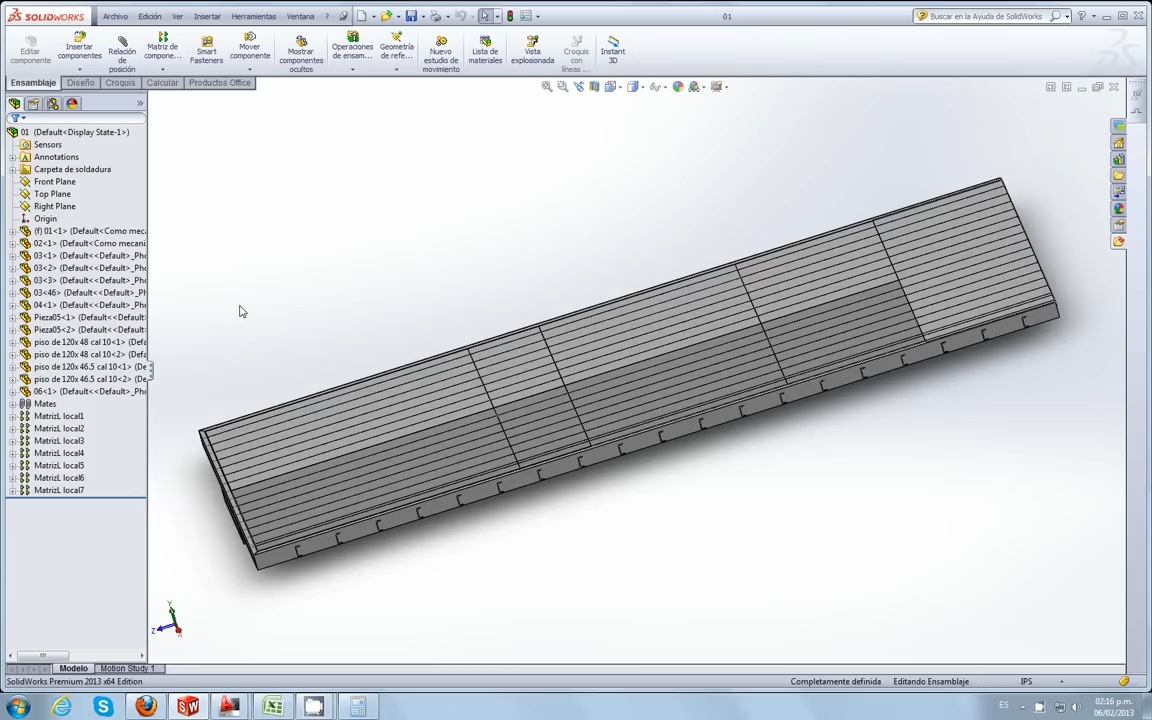 SOLIDWORKS
Archivo Edición Ver Insertar Herramientas Ventana ?
01
Buscar en la Ayuda de SolidWorks
Editar componente
Insertar componentes
Relación de posición
Matriz de compone...
Smart Fasteners
Mover componente
Mostrar componentes ocultos
Operaciones de ensam...
Geometría de refe...
Nuevo estudio de movimiento
Lista de materiales
Vista explosionada
Croquis con líneas ...
Instant 3D
Ensamblaje Diseño Croquis Calcular Productos Office
01 (Default<Display State-1>)
Sensors
Annotations
Carpeta de soldadura
Front Plane
Top Plane
Right Plane
Origin
(f) 01<1> (Default<Como meca
02<1> (Default<Como mecani
03<1> (Default<<Default>_Pho
03<2> (Default<<Default>_Pho
03<3> (Default<<Default>_Pho
03<46> (Default<<Default>_Ph
04<1> (Default<<Default>_Pho
Pieza05<1> (Default<<Default:
Pieza05<2> (Default<<Default:
piso de 120x 48 cal 10<1> (Defa
piso de 120x 48 cal 10<2> (Defa
piso de 120x 46.5 cal 10<1> (De
piso de 120x 46.5 cal 10<2> (De
06<1> (Default<<Default>_Pho
Mates
MatrizL local1
MatrizL local2
MatrizL local3
MatrizL local4
MatrizL local5
MatrizL local6
MatrizL local7
Y
Z
X
Modelo Motion Study 1
SolidWorks Premium 2013 x64 Edition
Completamente definida Editando Ensamblaje IPS
ES
02:16 p.m.
06/02/2013